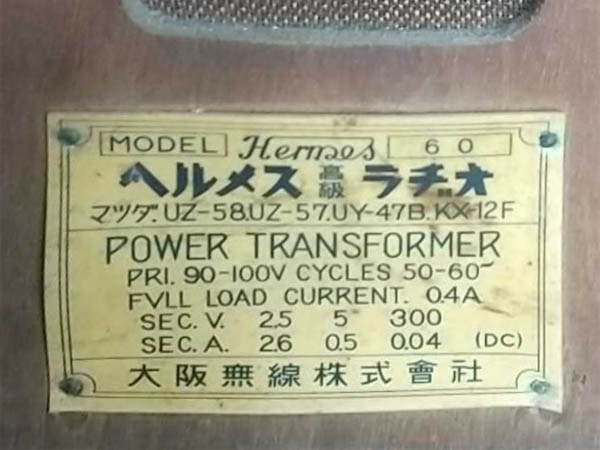 MODEL Hermes 60
ヘルメス 高級 ラヂオ
マツダ.UZ-58.UZ-57.UY-47B.KX-12F
POWER TRANSFORMER
PRI. 90-100V CYCLES 50-60~
FVLL LOAD CURRENT. 0.4A
SEC. V. 2.5 5 300
SEC. A. 2.6 0.5 0.04 (DC)
大阪無線株式會社